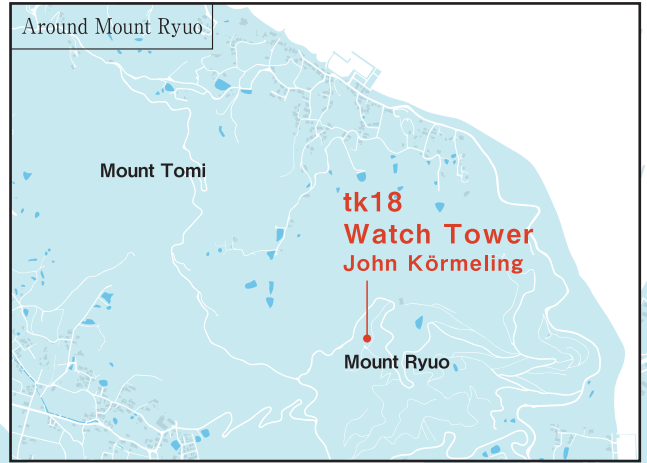 Around Mount Ryuo
Mount Tomi
tk18
Watch Tower
John Körmeling
Mount Ryuo